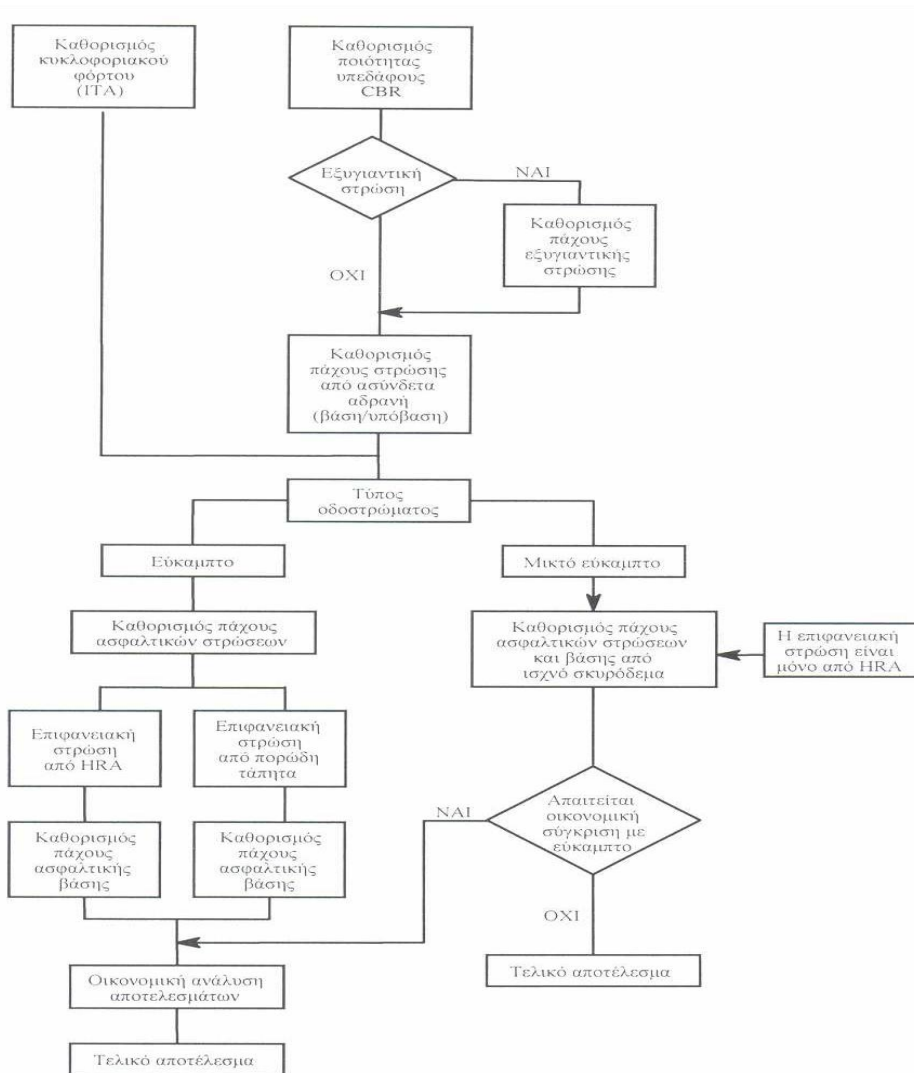 Καθορισμός
κυκλοφοριακού
φόρτου
(ΙΤΑ)
Καθορισμός
ποιότητας
υπεδάφους
CBR
Εξυγιαντική
στρώση
ΝΑΙ
Καθορισμός
πάχους
εξυγιαντικής
στρώσης
ΟΧΙ
Καθορισμός
πάχους στρώσης
από ασύνδετα
αδρανή
(βάση/υπόβαση)
Τύπος
οδοστρώματος
Εύκαμπτο
Μικτό εύκαμπτο
Καθορισμός πάχους
ασφαλτικών στρώσεων
Καθορισμός πάχους
ασφαλτικών στρώσεων
και βάσης από
ισχνό σκυρόδεμα
Η επιφανειακή
στρώση είναι
μόνο από HRA
Επιφανειακή
στρώση
από HRA
Επιφανειακή
στρώση
από πορώδη
τάπητα
Καθορισμός
πάχους
ασφαλτικής
βάσης
Καθορισμός
πάχους
ασφαλτικής
βάσης
ΝΑΙ
Απαιτείται
οικονομική
σύγκριση με
εύκαμπτο
ΟΧΙ
Τελικό αποτέλεσμα
Οικονομική ανάλυση
αποτελεσμάτων
Τελικό αποτέλεσμα